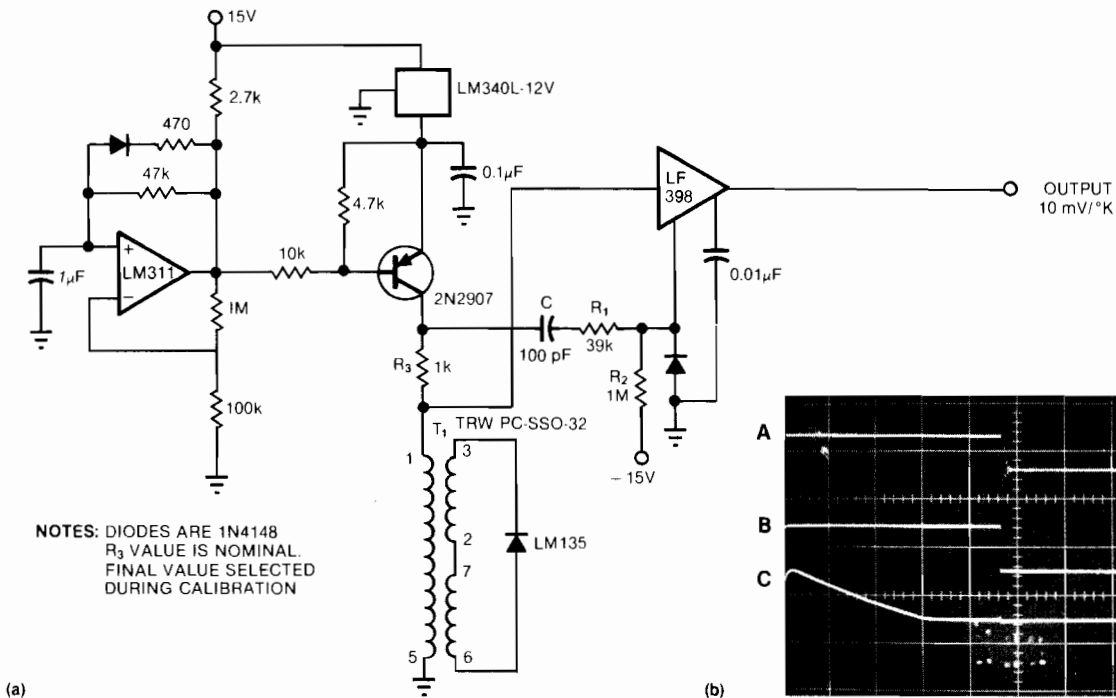 15V
LM340L-12V
2.7k
470
47k
0.1μF
4.7k
LF
398
OUTPUT
10 mV/°K
+
LM311
−
1μF
10k
0.01μF
2N2907
IM
C
R1
100 pF
39k
R3
1k
R2
1M
100k
T1
TRW PC-SSO-32
1
3
− 15V
2
7
LM135
5
6
NOTES: DIODES ARE 1N4148
R3 VALUE IS NOMINAL.
FINAL VALUE SELECTED
DURING CALIBRATION
A
B
C
(a)
(b)